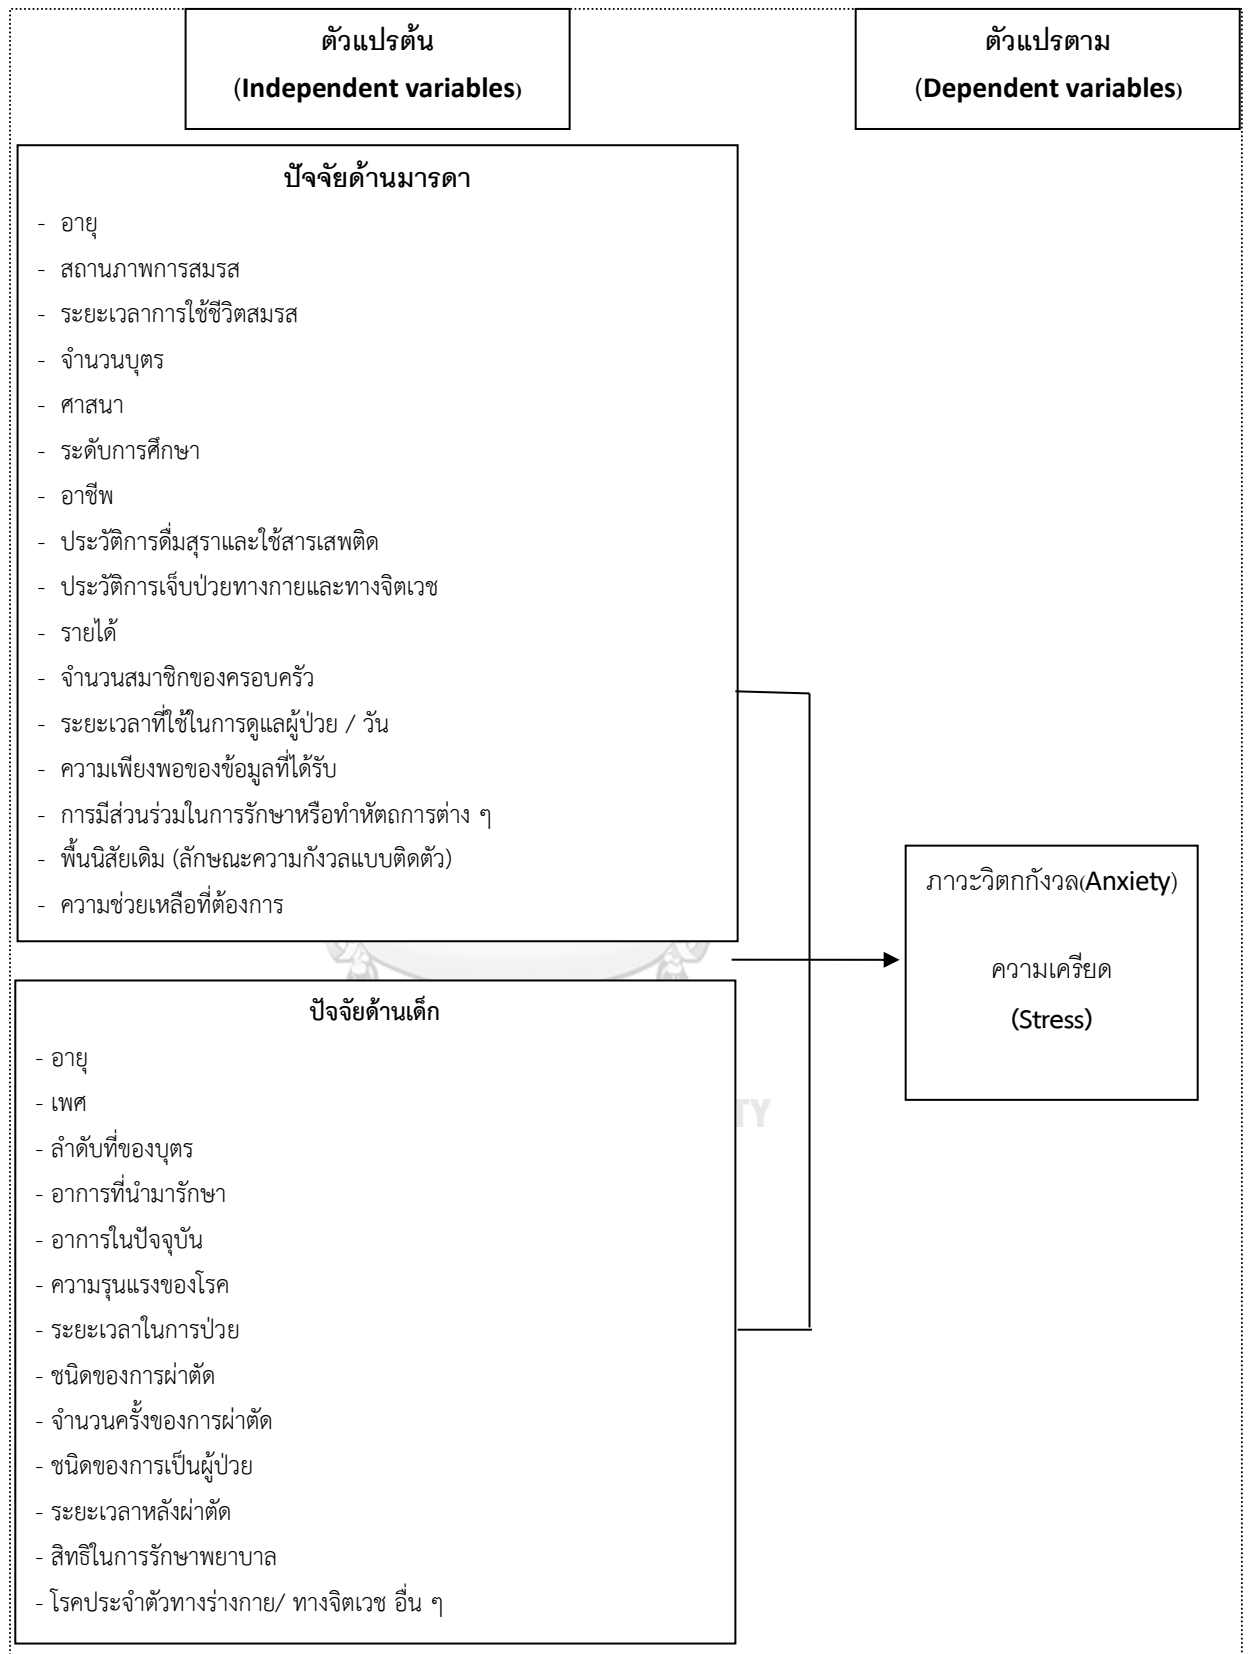 ตัวแปรต้น
(Independent variables)
ตัวแปรตาม
(Dependent variables)
ปัจจัยด้านมารดา
- อายุ
- สถานภาพการสมรส
- ระยะเวลาการใช้ชีวิตสมรส
- จำนวนบุตร
- ศาสนา
- ระดับการศึกษา
- อาชีพ
- ประวัติการดื่มสุราและใช้สารเสพติด
- ประวัติการเจ็บป่วยทางกายและทางจิตเวช
- รายได้
- จำนวนสมาชิกของครอบครัว
- ระยะเวลาที่ใช้ในการดูแลผู้ป่วย / วัน
- ความเพียงพอของข้อมูลที่ได้รับ
- การมีส่วนร่วมในการรักษาหรือทำหัตถการต่าง ๆ
- พื้นนิสัยเดิม (ลักษณะความกังวลแบบติดตัว)
- ความช่วยเหลือที่ต้องการ
ภาวะวิตกกังวล(Anxiety)
ความเครียด
(Stress)
ปัจจัยด้านเด็ก
- อายุ
- เพศ
- ลำดับที่ของบุตร
- อาการที่นำมารักษา
- อาการในปัจจุบัน
- ความรุนแรงของโรค
- ระยะเวลาในการป่วย
- ชนิดของการผ่าตัด
- จำนวนครั้งของการผ่าตัด
- ชนิดของการเป็นผู้ป่วย
- ระยะเวลาหลังผ่าตัด
- สิทธิในการรักษาพยาบาล
- โรคประจำตัวทางร่างกาย/ ทางจิตเวช อื่น ๆ